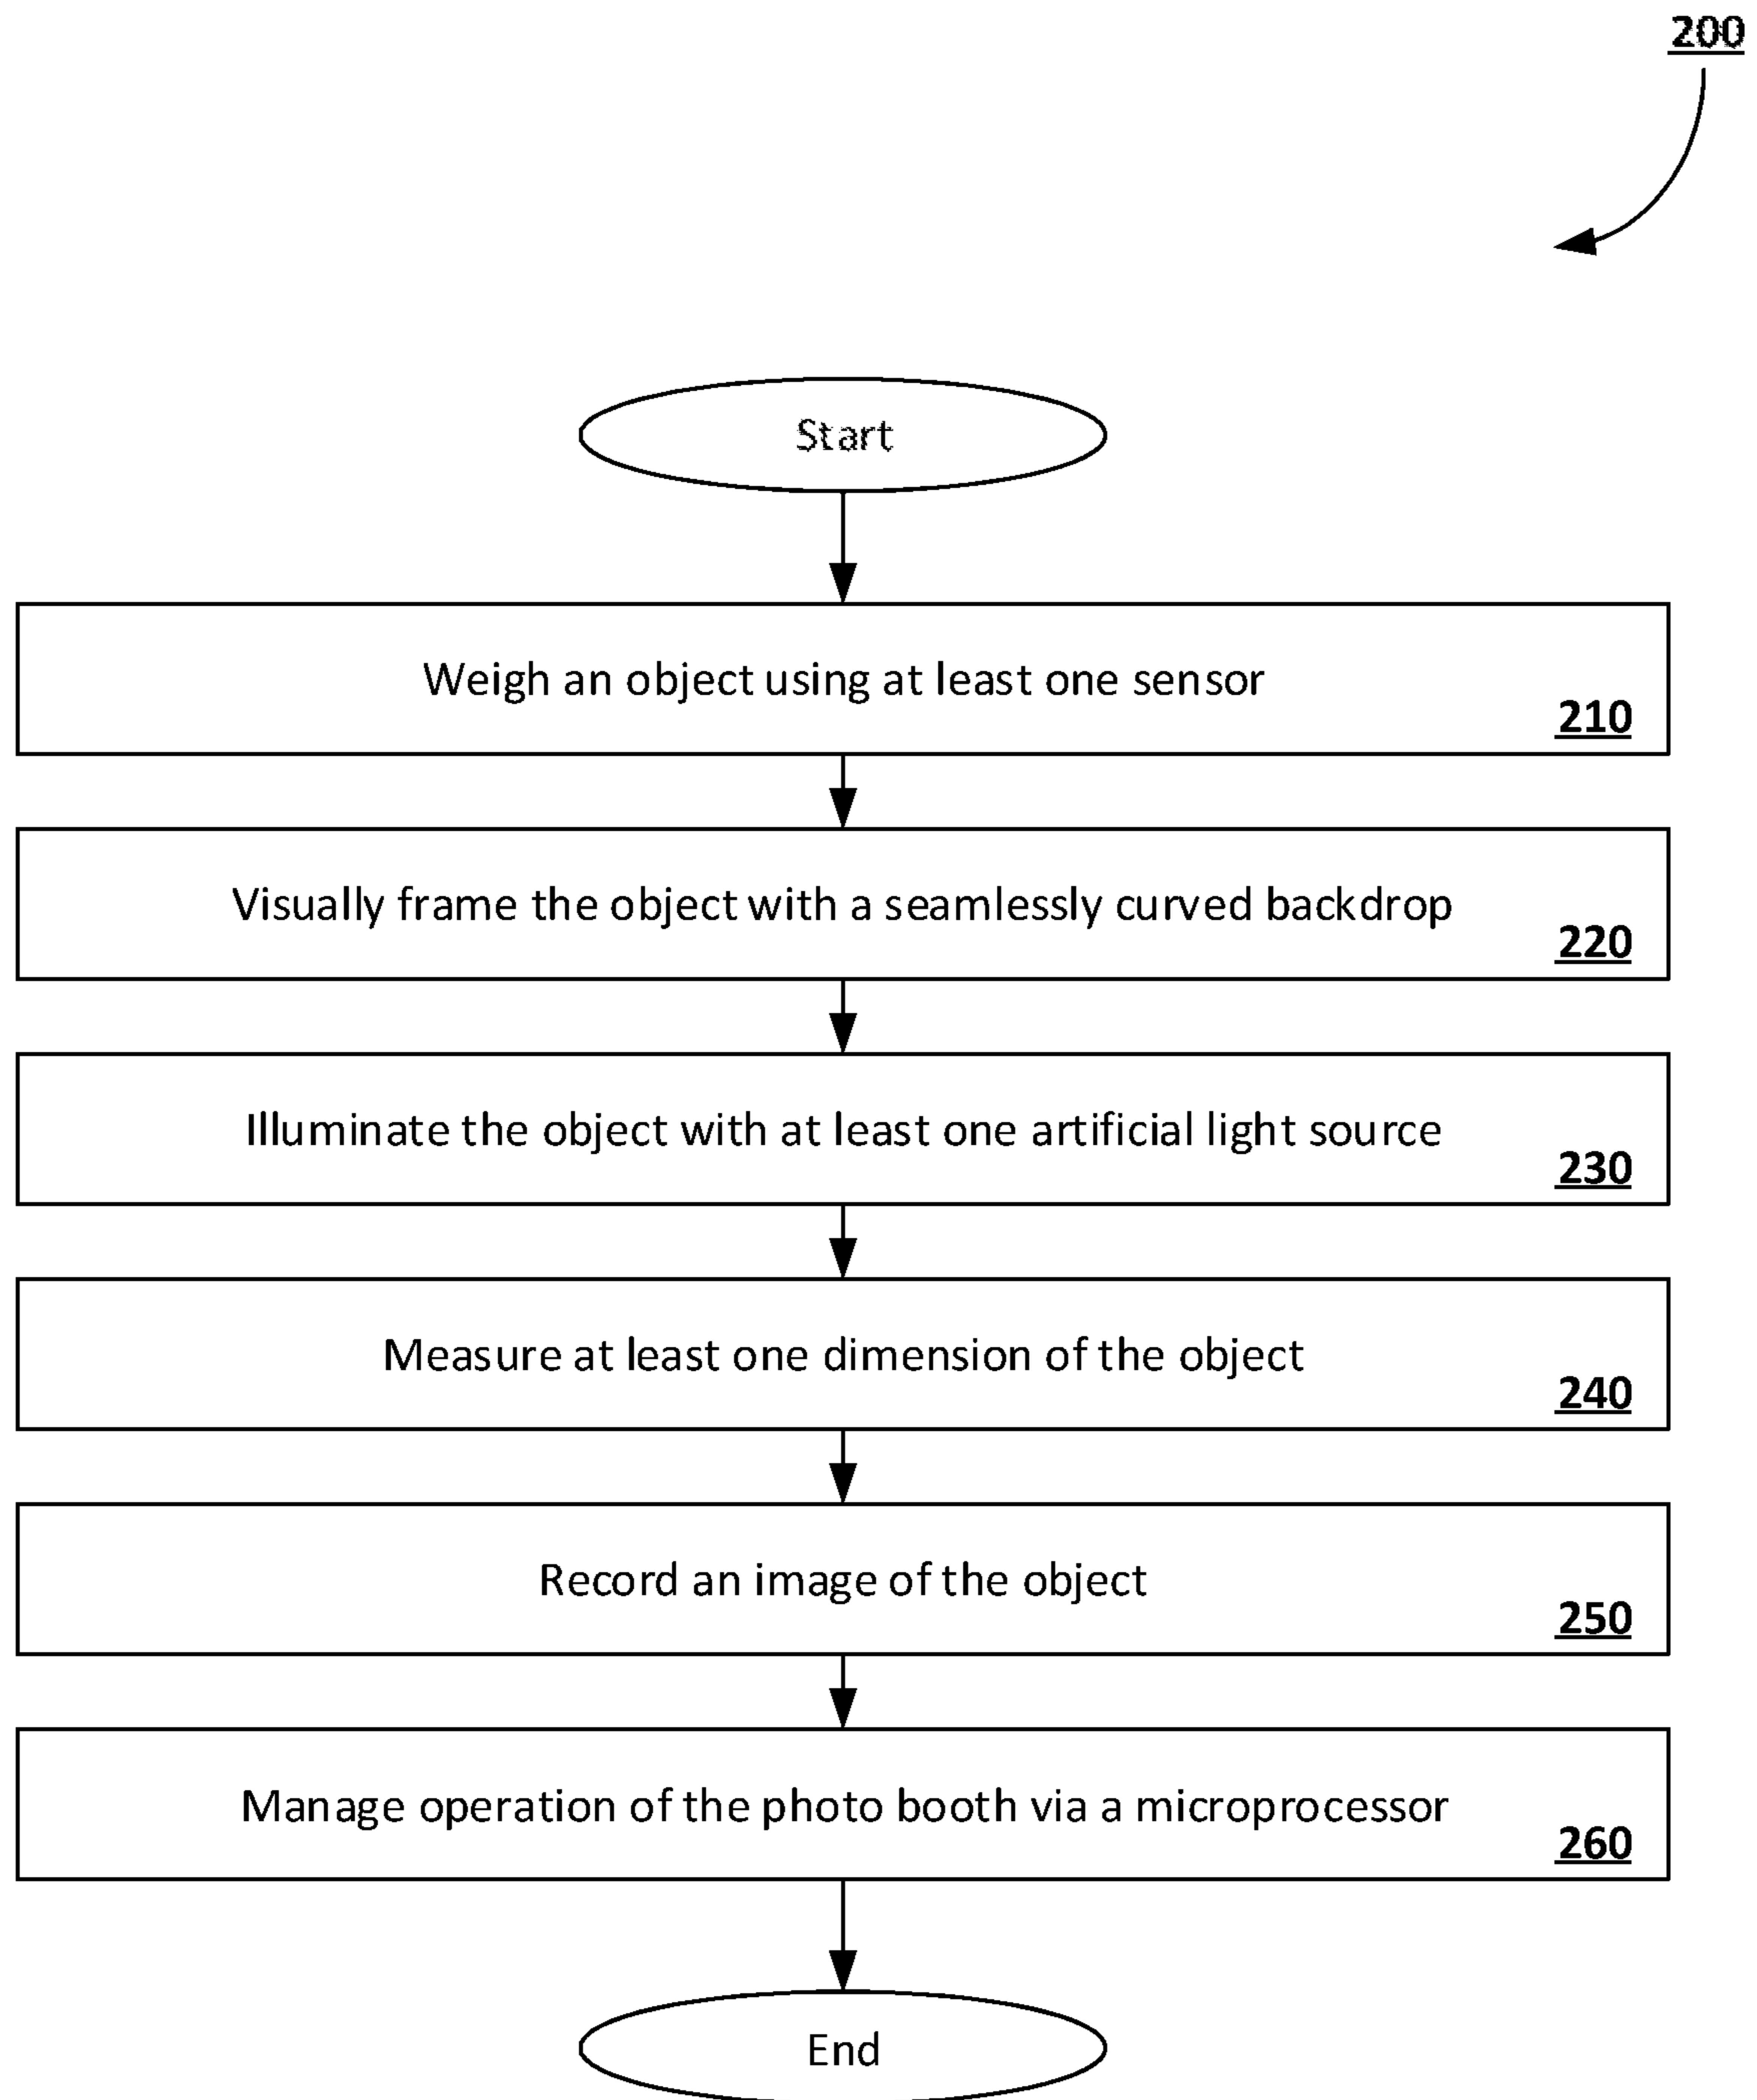 200
Start
Weigh an object using at least one sensor
210
Visually frame the object with a seamlessly curved backdrop
220
Illuminate the object with at least one artificial light source
230
Measure at least one dimension of the object
240
Record an image of the object
250
Manage operation of the photo booth via a microprocessor
260
End